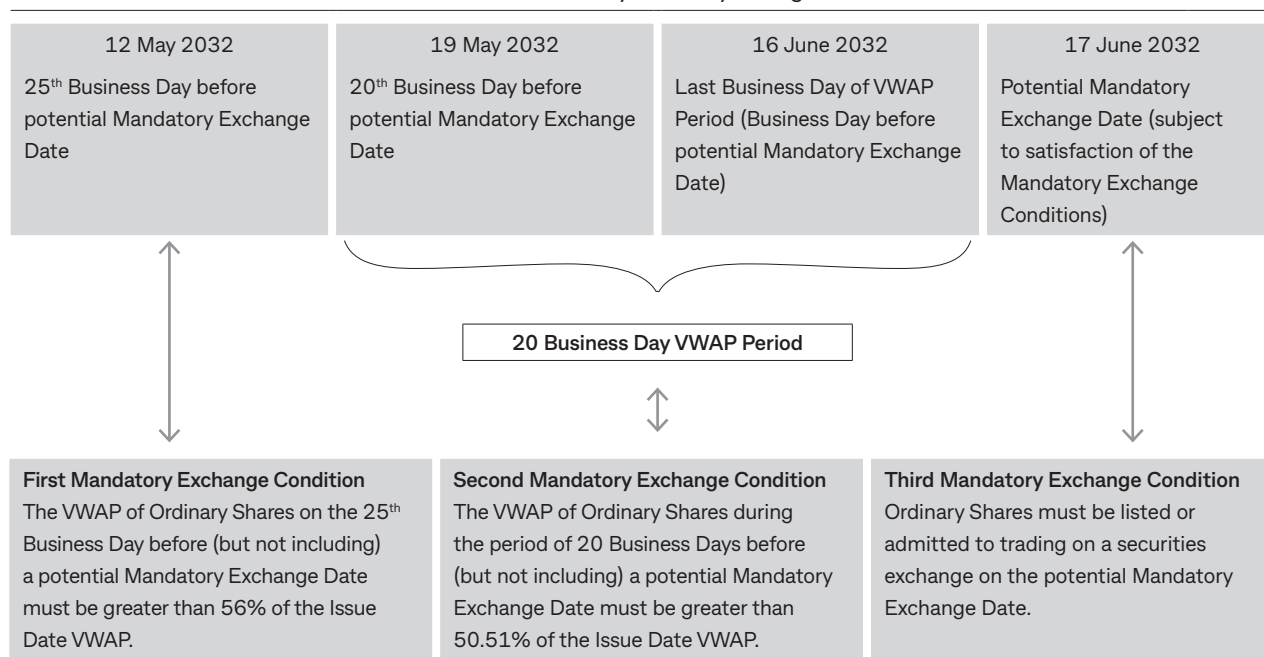 12 May 2032
25th Business Day before
potential Mandatory Exchange
Date
19 May 2032
20th Business Day before
potential Mandatory Exchange
Date
16 June 2032
Last Business Day of VWAP
Period (Business Day before
potential Mandatory Exchange
Date)
17 June 2032
Potential Mandatory
Exchange Date (subject
to satisfaction of the
Mandatory Exchange
Conditions)
20 Business Day VWAP Period
First Mandatory Exchange Condition
The VWAP of Ordinary Shares on the 25th
Business Day before (but not including)
a potential Mandatory Exchange Date
must be greater than 56% of the Issue
Date VWAP.
Second Mandatory Exchange Condition
The VWAP of Ordinary Shares during
the period of 20 Business Days before
(but not including) a potential Mandatory
Exchange Date must be greater than
50.51% of the Issue Date VWAP.
Third Mandatory Exchange Condition
Ordinary Shares must be listed or
admitted to trading on a securities
exchange on the potential Mandatory
Exchange Date.